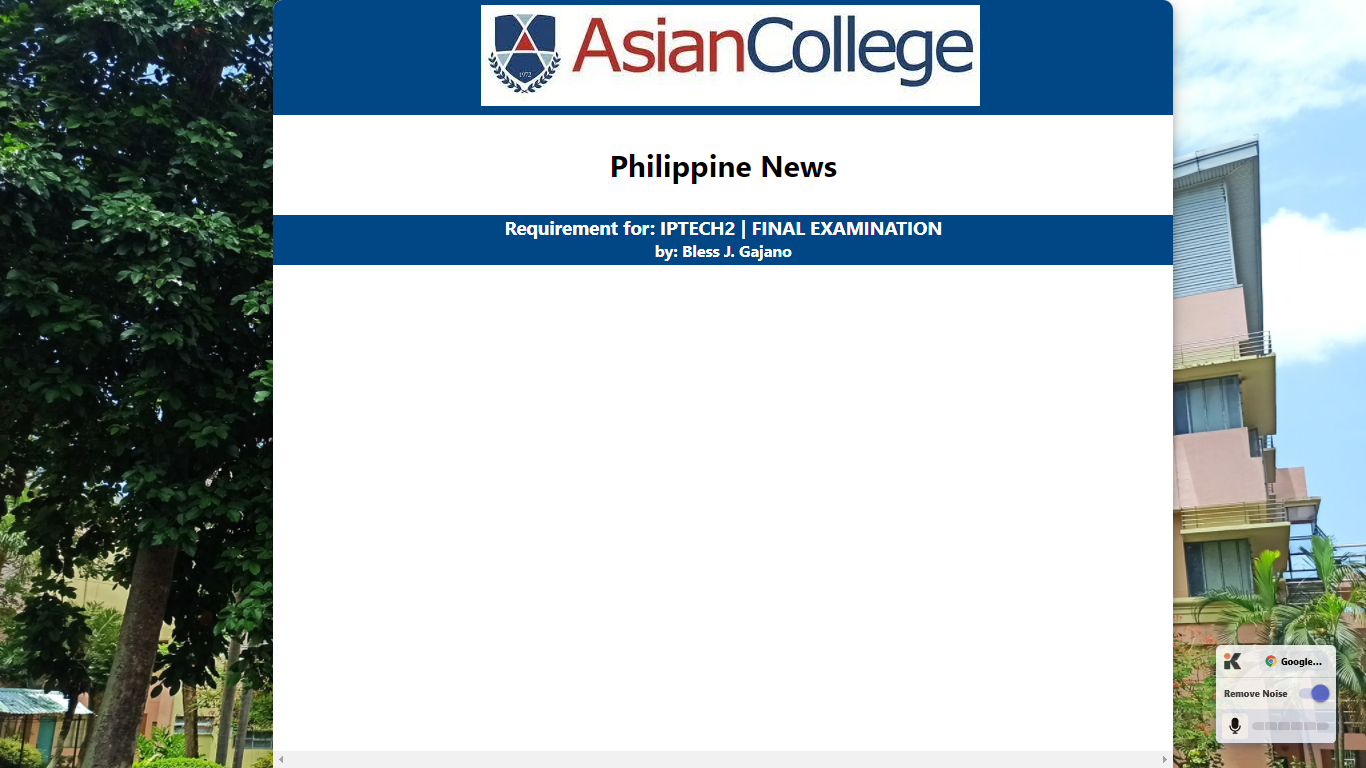 1972
AsianCollege
Philippine News
Requirement for: IPTECH2 | FINAL EXAMINATION
by: Bless J. Gajano
Google...
Remove Noise